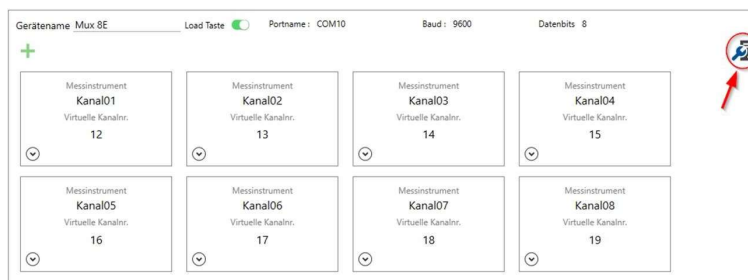 Gerätename Mux 8E Load Taste Portname : COM10 Baud : 9600 Datenbits 8
Messinstrument Messinstrument Messinstrument Messinstrument
Kanal01 Kanal02 Kanal03 Kanal04
Virtuelle Kanalnr. Virtuelle Kanalnr. Virtuelle Kanalnr. Virtuelle Kanalnr.
12 13 14 15
Messinstrument Messinstrument Messinstrument Messinstrument
Kanal05 Kanal06 Kanal07 Kanal08
Virtuelle Kanalnr. Virtuelle Kanalnr. Virtuelle Kanalnr. Virtuelle Kanalnr.
16 17 18 19